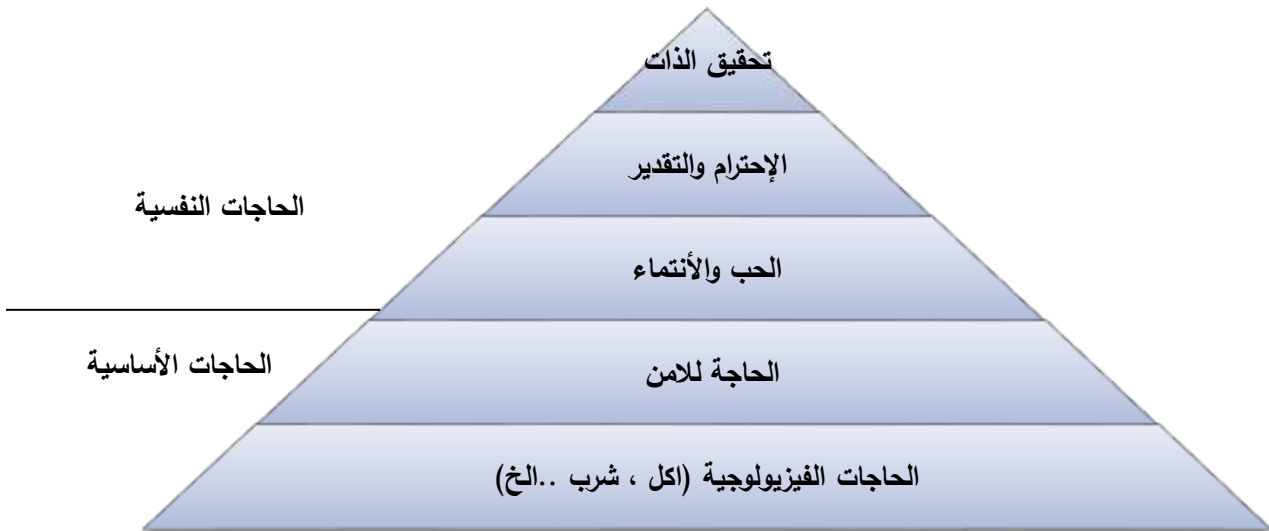 تحقيق الذات
الإحترام والتقدير
الحاجات النفسية
الحب والأنتماء
الحاجات الأساسية
الحاجة للامن
الحاجات الفيزيولوجية (اكل ، شرب ..الخ)